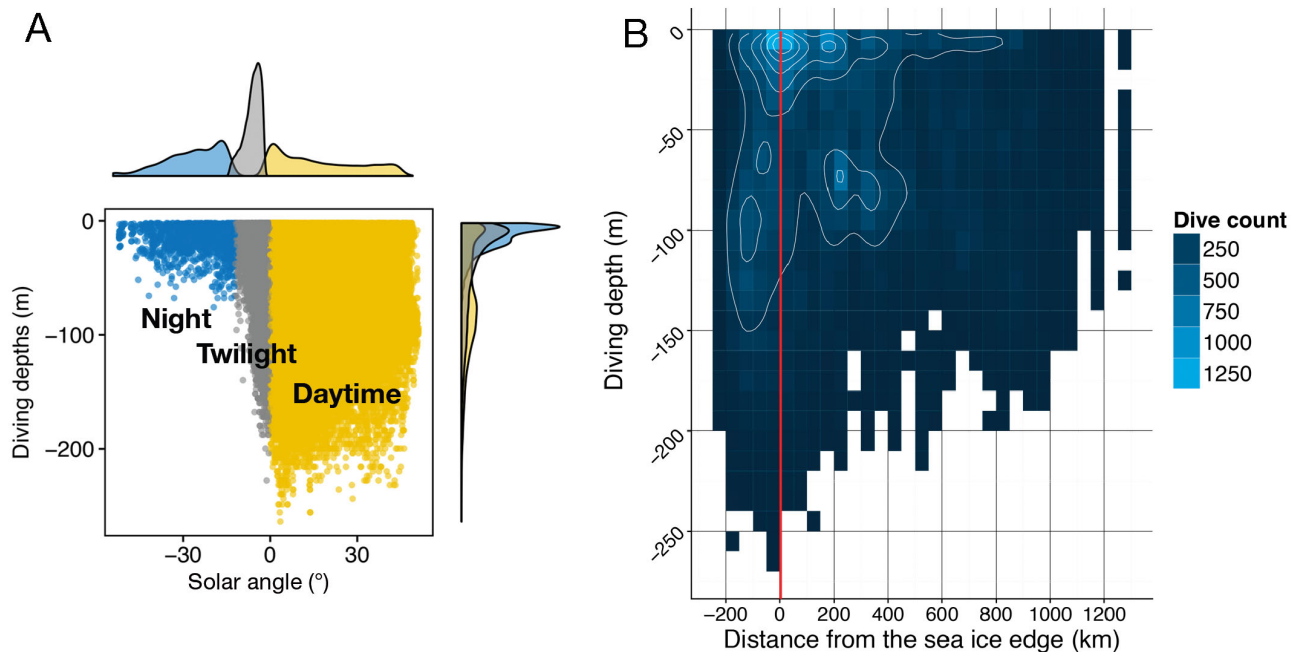 A
0
−100
−200
Diving depths (m)
Night
Twilight
Daytime
−30
0
30
Solar angle (°)
B
0
−50
−100
−150
−200
−250
Diving depth (m)
−200
0
200
400
600
800
1000
1200
Distance from the sea ice edge (km)
Dive count
250
500
750
1000
1250